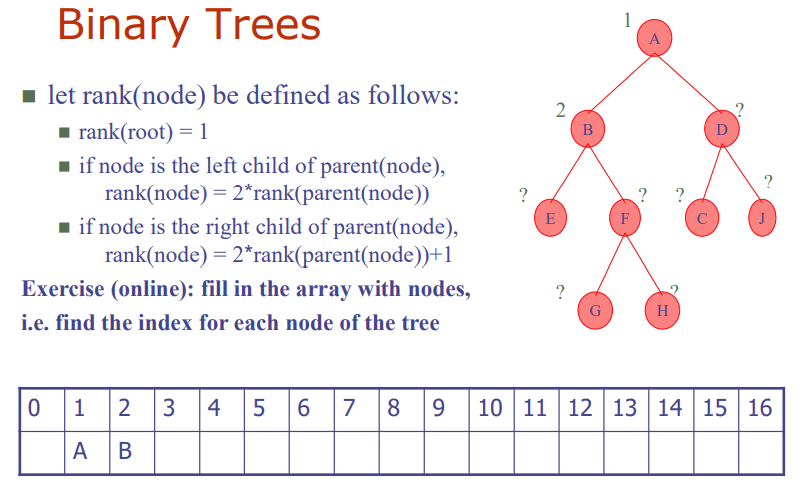 Binary Trees
let rank(node) be defined as follows:
rank(root) = 1
if node is the left child of parent(node),
rank(node) = 2*rank(parent(node))
if node is the right child of parent(node),
rank(node) = 2*rank(parent(node))+1
Exercise (online): fill in the array with nodes,
i.e. find the index for each node of the tree
1
A
2
B
D
?
?
E
F
?
?
C
J
?
?
G
H
?
0 1 2 3 4 5 6 7 8 9 10 11 12 13 14 15 16
A B